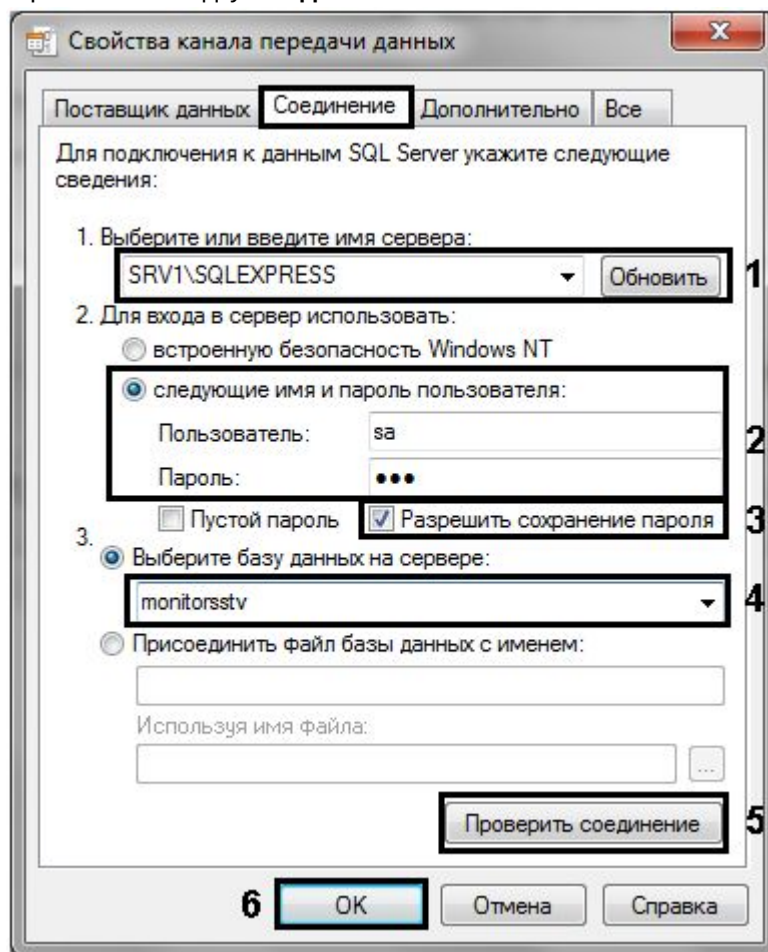 Свойства канала передачи данных
Поставщик данных Соединение Дополнительно Все
Для подключения к данным SQL Server укажите следующие
сведения:
1. Выберите или введите имя сервера:
SRV1\SQLEXPRESS Обновить 1
2. Для входа в сервер использовать:
встроенную безопасность Windows NT
следующие имя и пароль пользователя:
Пользователь: sa
2
Пароль: •••
Пустой пароль Разрешить сохранение пароля 3
3.
Выберите базу данных на сервере:
monitorsstv 4
Присоединить файл базы данных с именем:
Используя имя файла:
...
Проверить соединение 5
6 ОК Отмена Справка